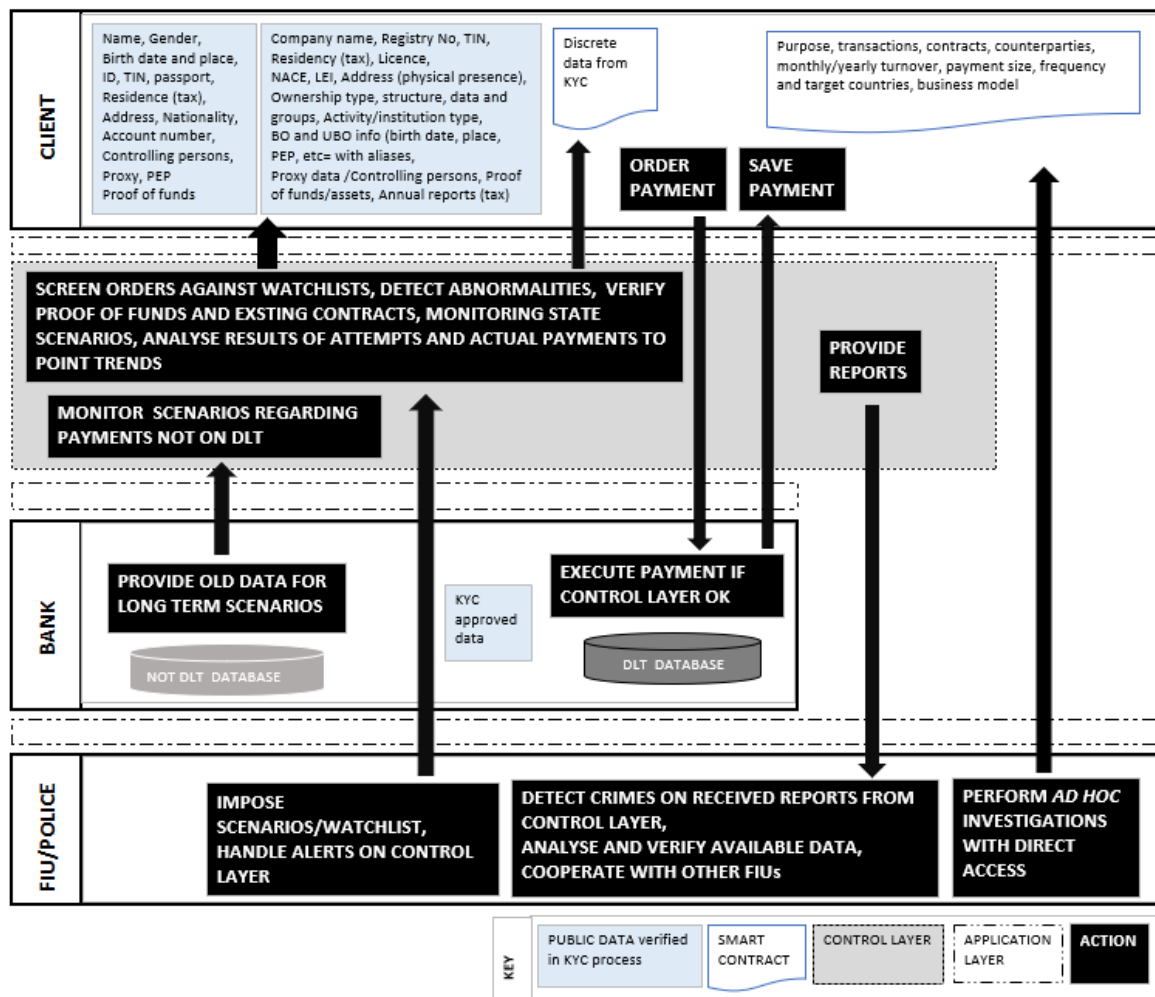 CLIENT
Name, Gender,
Birth date and place,
ID, TIN, passport,
Residence (tax),
Address, Nationality,
Account number,
Controlling persons,
Proxy, PEP
Proof of funds
Company name, Registry No, TIN,
Residency (tax), Licence,
NACE, LEI, Address (physical presence),
Ownership type, structure, data and
groups, Activity/institution type,
BO and UBO info (birth date, place,
PEP, etc= with aliases,
Proxy data /Controlling persons, Proof
of funds/assets, Annual reports (tax)
Discrete
data from
KYC
Purpose, transactions, contracts, counterparties,
monthly/yearly turnover, payment size, frequency
and target countries, business model
ORDER
PAYMENT
SAVE
PAYMENT
SCREEN ORDERS AGAINST WATCHLISTS, DETECT ABNORMALITIES, VERIFY
PROOF OF FUNDS AND EXSTING CONTRACTS, MONITORING STATE
SCENARIOS, ANALYSE RESULTS OF ATTEMPTS AND ACTUAL PAYMENTS TO
POINT TRENDS
PROVIDE
REPORTS
MONITOR SCENARIOS REGARDING
PAYMENTS NOT ON DLT
BANK
PROVIDE OLD DATA FOR
LONG TERM SCENARIOS
NOT DLT DATABASE
KYC
approved
data
EXECUTE PAYMENT IF
CONTROL LAYER OK
DLT DATABASE
FIU/POLICE
IMPOSE
SCENARIOS/WATCHLIST,
HANDLE ALERTS ON CONTROL
LAYER
DETECT CRIMES ON RECEIVED REPORTS FROM
CONTROL LAYER,
ANALYSE AND VERIFY AVAILABLE DATA,
COOPERATE WITH OTHER FIUs
PERFORM AD HOC
INVESTIGATIONS
WITH DIRECT
ACCESS
KEY
PUBLIC DATA verified
in KYC process
SMART
CONTRACT
CONTROL LAYER
APPLICATION
LAYER
ACTION